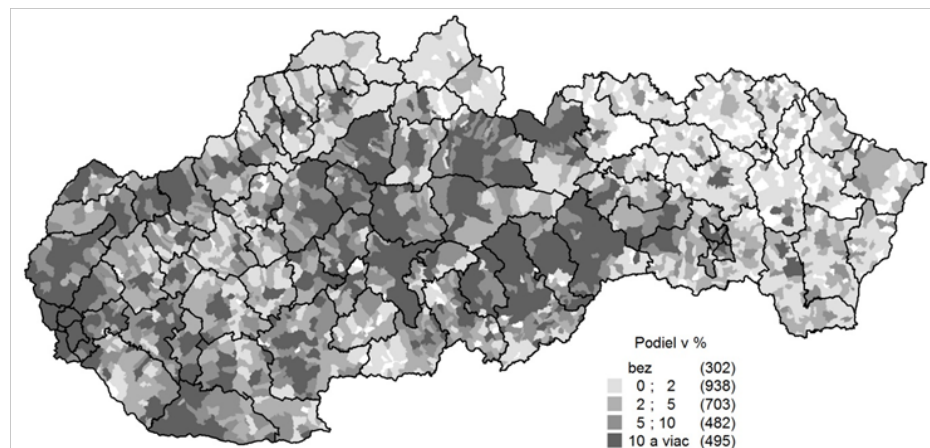 Podiel v %
bez (302)
0 ; 2 (938)
2 ; 5 (703)
5 ; 10 (482)
10 a viac (495)